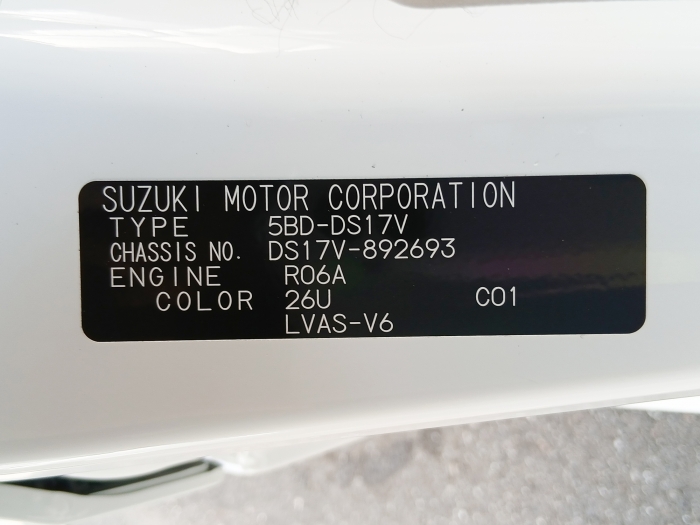 SUZUKI MOTOR CORPORATION
TYPE 5BD-DS17V
CHASSIS NO. DS17V-892693
ENGINE R06A
COLOR 26U C01
LVAS-V6